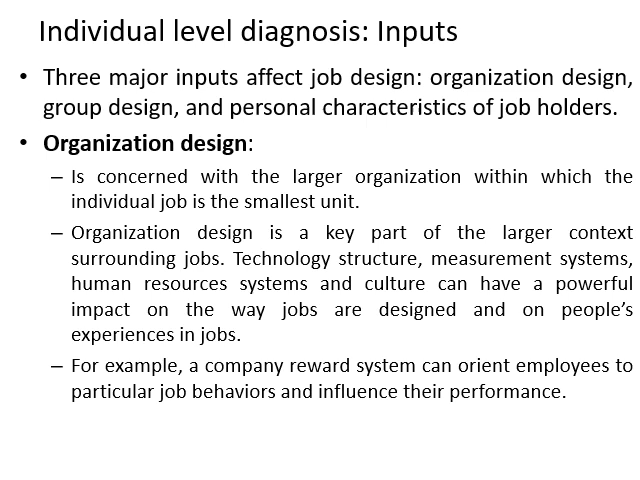 Individual level diagnosis: Inputs
• Three major inputs affect job design: organization design,
group design, and personal characteristics of job holders.
• Organization design:
– Is concerned with the larger organization within which the
individual job is the smallest unit.
– Organization design is a key part of the larger context
surrounding jobs. Technology structure, measurement systems,
human resources systems and culture can have a powerful
impact on the way jobs are designed and on people’s
experiences in jobs.
– For example, a company reward system can orient employees to
particular job behaviors and influence their performance.